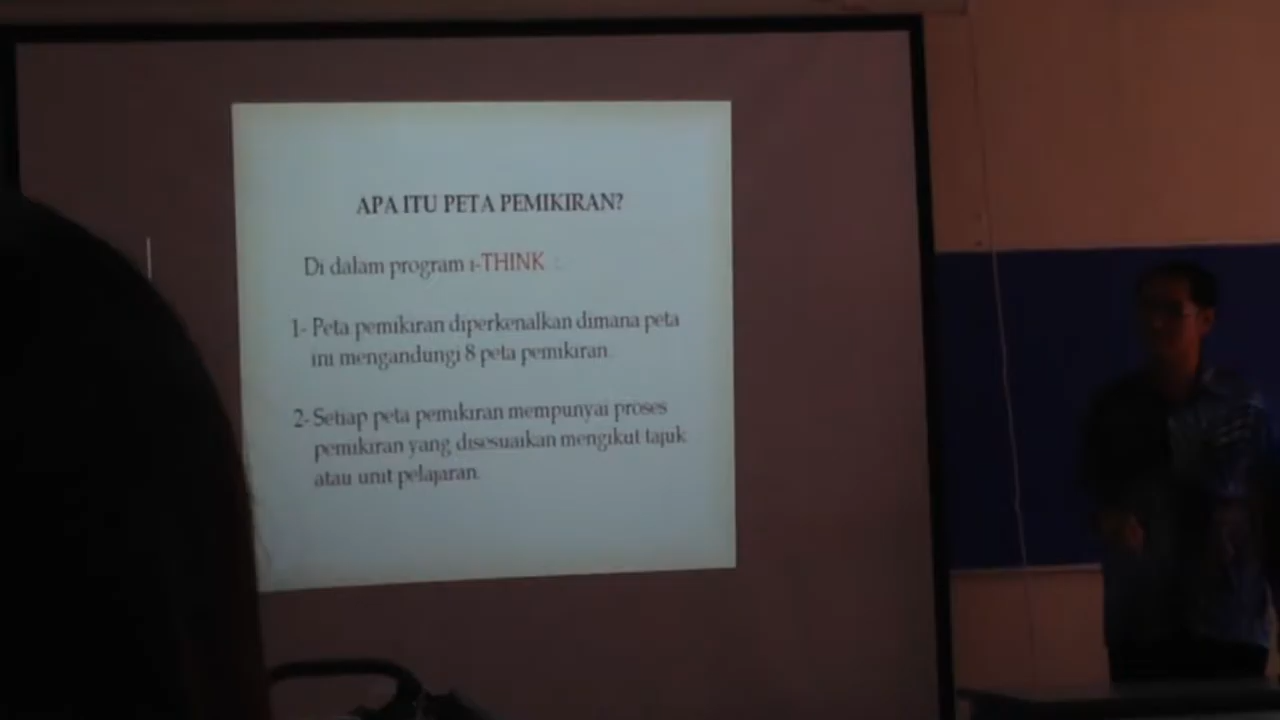 APA ITU PETA PEMIKIRAN?
Di dalam program i-THINK
1- Peta pemikiran diperkenalkan dimana peta
ini mengandungi 8 peta pemikiran.
2- Setiap peta pemikiran mempunyai proses
pemikiran yang disesuaikan mengikut tajuk
atau unit pelajaran.